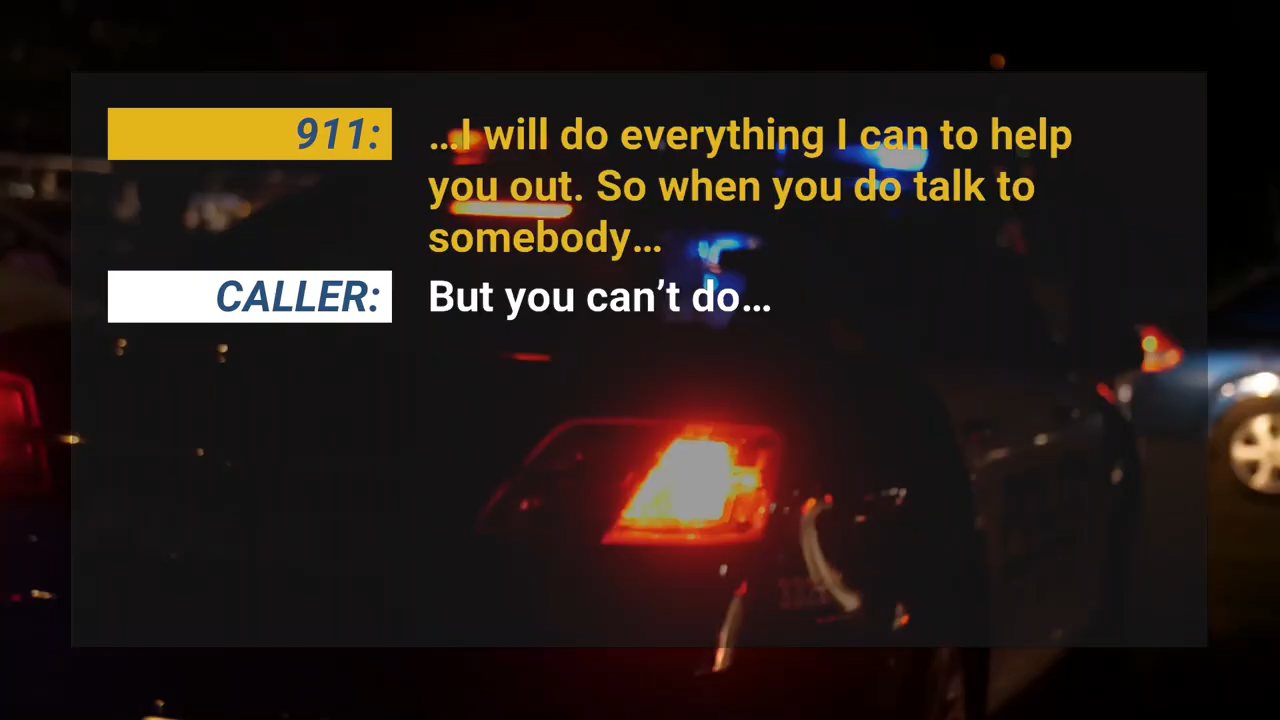 911:
…I will do everything I can to help
you out. So when you do talk to
somebody…
CALLER:
But you can’t do…